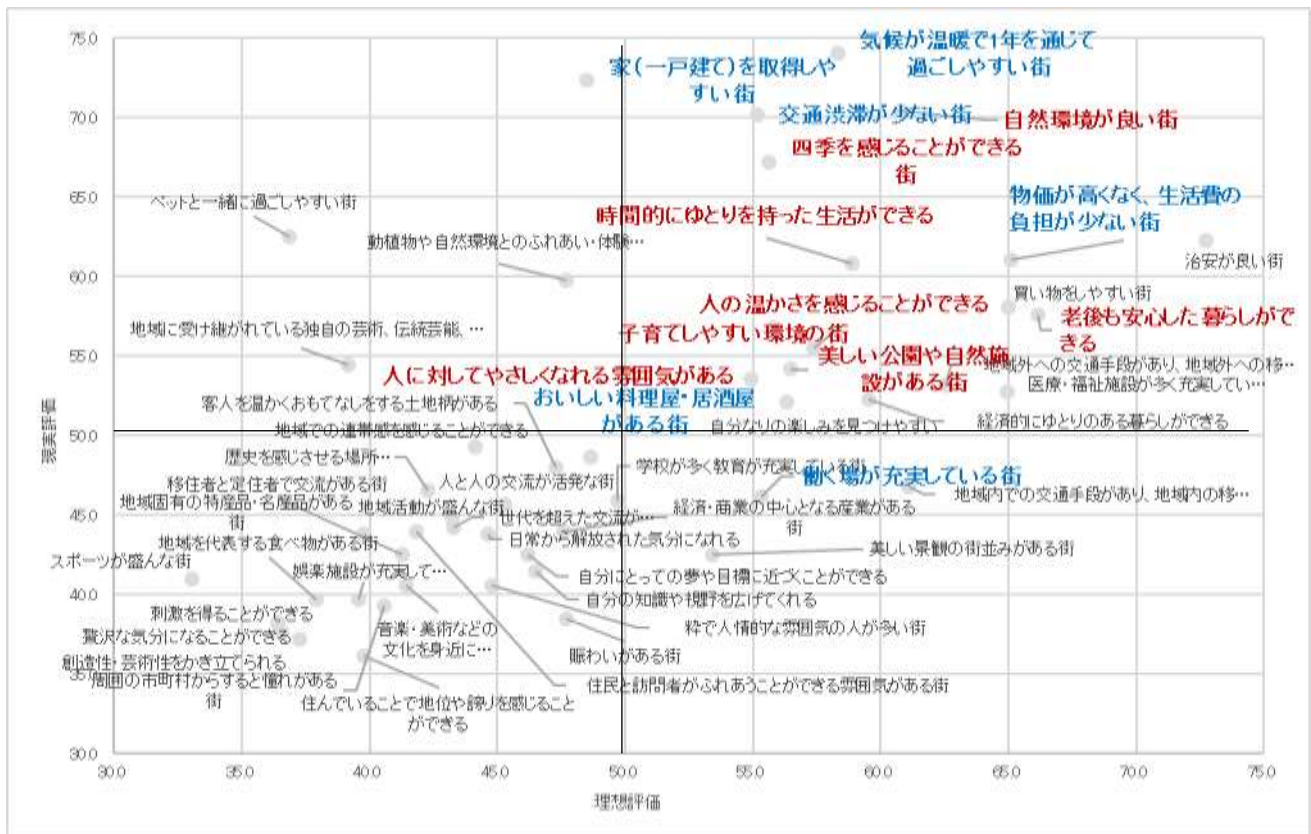 75.0
気候が温暖で1年を通じて
過ごしやすい街
家(一戸建て)を取得しや
すい街
70.0
交通渋滞が少ない街
自然環境が良い街
四季を感じることができる
街
65.0
ペットと一緒に過ごしやすい街
物価が高くなく、生活費の
負担が少ない街
時間的にゆとりを持った生活ができる
動植物や自然環境とのふれあい・体験…
治安が良い街
60.0
買い物をしやすい街
人の温かさを感じることができる
老後も安心した暮らしがで
きる
地域に受け継がれている独自の芸術、伝統芸能、…
子育てしやすい環境の街
美しい公園や自然施
設がある街
55.0
地域外への交通手段があり、地域外への移…
人に対してやさしくなれる雰囲気がある
医療・福祉施設が多く充実してい…
客人を温かくおもてなしをする土地柄がある
おいしい料理屋・居酒屋
がある街
自分なりの楽しみを見つけやすい
経済的にゆとりのある暮らしができる
地域での連帯感を感じることができる
50.0
現実評価
歴史を感じさせる場所…
学校が多く教育が充実している街
働く場が充実している街
移住者と定住者で交流がある街
人と人の交流が活発な街
地域内での交通手段があり、地域内の移…
地域固有の特産品・名産品がある
街
地域活動が盛んな街
世代を超えた交流が…
経済・商業の中心となる産業がある
街
45.0
地域を代表する食べ物がある街
日常から解放された気分になれる
美しい景観の街並みがある街
スポーツが盛んな街
娯楽施設が充実して…
自分にとっての夢や目標に近づくことができる
40.0
自分の知識や視野を広げてくれる
刺激を得ることができる
音楽・美術などの
文化を身近に…
粋で人情的な雰囲気の人が多い街
贅沢な気分になることができる
賑わいがある街
創造性・芸術性をかき立てられる
35.0
周囲の市町村からすると憧れがある
街
住民と訪問者がふれあうことができる雰囲気がある街
住んでいることで地位や誇りを感じること
ができる
30.0
30.0 35.0 40.0 45.0 50.0 55.0 60.0 65.0 70.0 75.0
理想評価